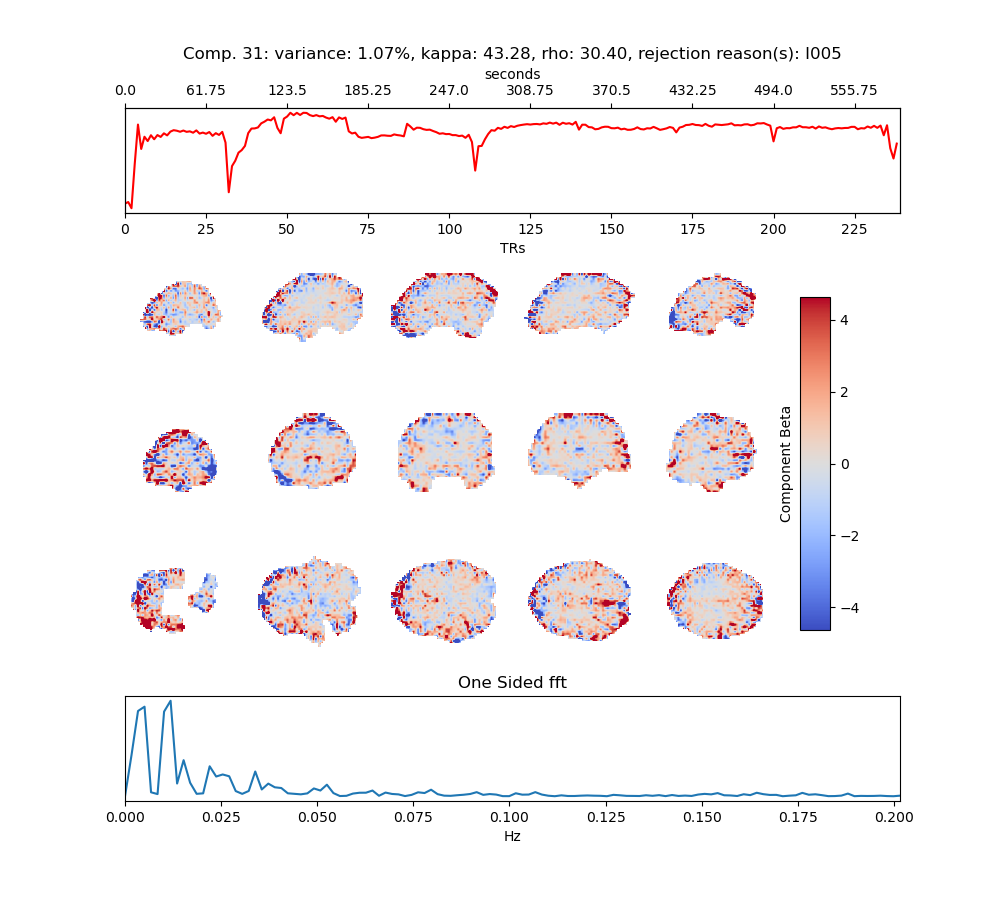 Comp. 31: variance: 1.07%, kappa: 43.28, rho: 30.40, rejection reason(s): I005
seconds
0.0 61.75 123.5 185.25 247.0 308.75 370.5 432.25 494.0 555.75
0 25 50 75 100 125 150 175 200 225
TRs
4
2
0
−2
−4
Component Beta
One Sided fft
0.000 0.025 0.050 0.075 0.100 0.125 0.150 0.175 0.200
Hz